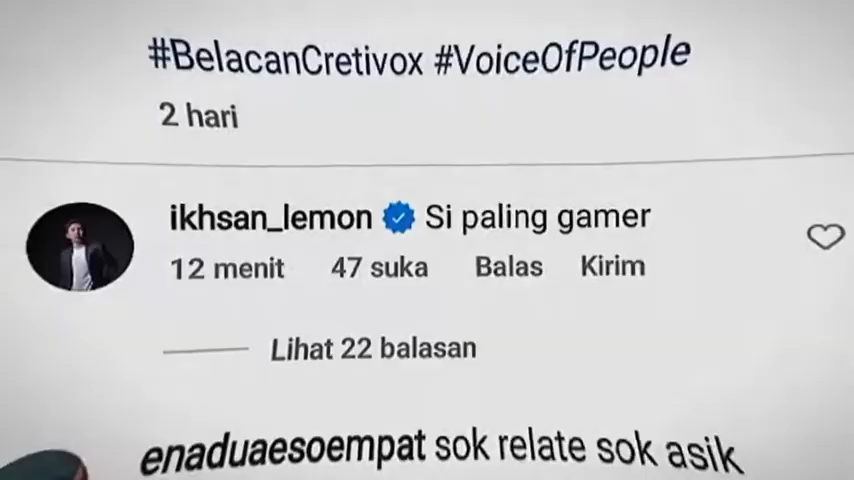 #BelacanCretivox #VoiceOfPeople
2 hari
ikhsan_lemon Si paling gamer
12 menit 47 suka Balas Kirim
Lihat 22 balasan
enaduaesoempat sok relate sok asik